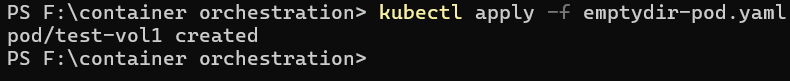 PS F:\container orchestration> kubectl apply -f emptydir-pod.yaml
pod/test-vol1 created
PS F:\container orchestration>